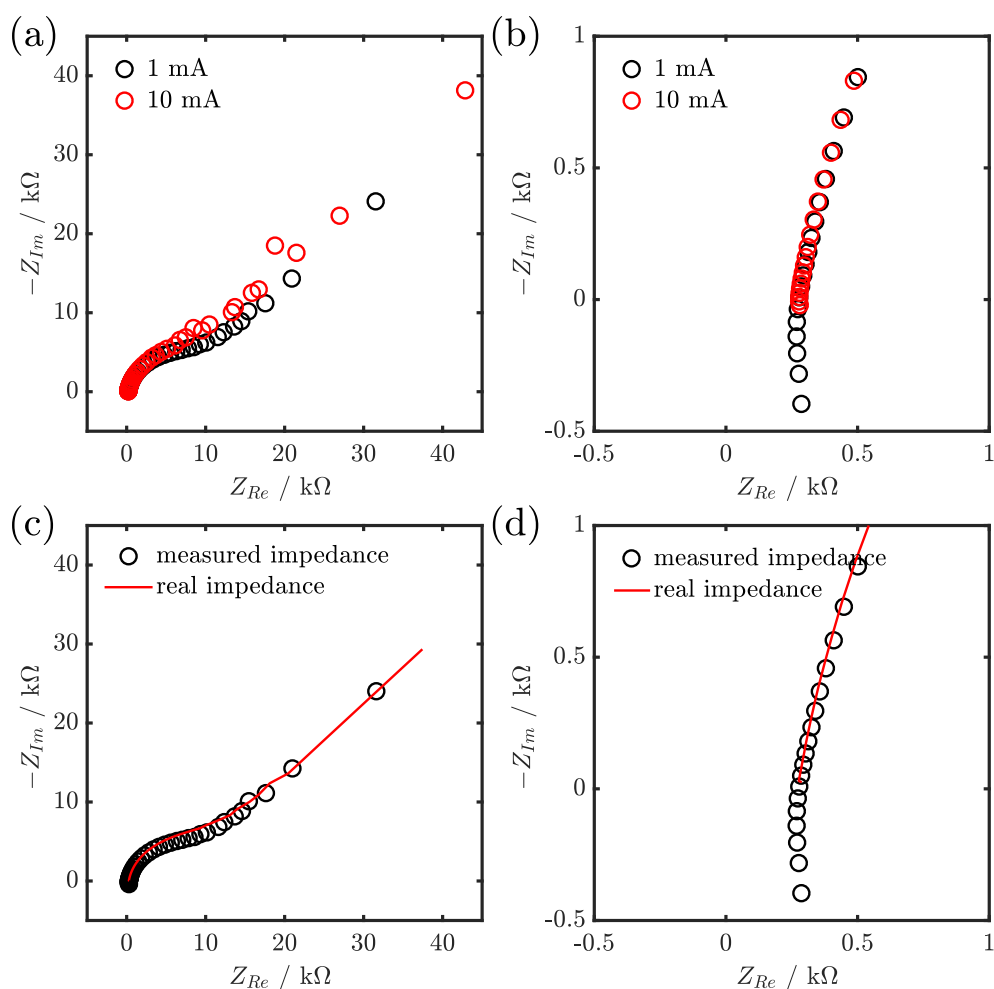 (a)
1 mA
10 mA
40
30
20
10
0
0
10
20
30
40
−Z_Im / kΩ
Z_Re / kΩ
(b)
1 mA
10 mA
1
0.5
0
-0.5
-0.5
0
0.5
1
−Z_Im / kΩ
Z_Re / kΩ
(c)
measured impedance
real impedance
40
30
20
10
0
0
10
20
30
40
−Z_Im / kΩ
Z_Re / kΩ
(d)
measured impedance
real impedance
1
0.5
0
-0.5
-0.5
0
0.5
1
−Z_Im / kΩ
Z_Re / kΩ